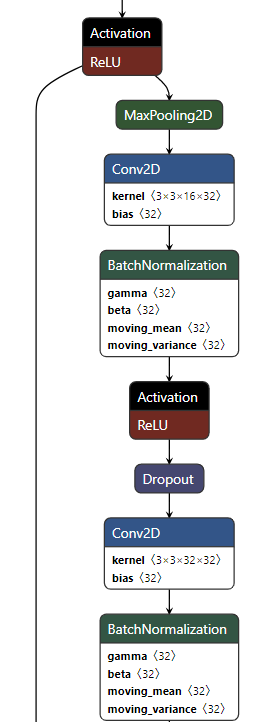 Activation
ReLU
MaxPooling2D
Conv2D
kernel 〈3×3×16×32〉
bias 〈32〉
BatchNormalization
gamma 〈32〉
beta 〈32〉
moving_mean 〈32〉
moving_variance 〈32〉
Activation
ReLU
Dropout
Conv2D
kernel 〈3×3×32×32〉
bias 〈32〉
BatchNormalization
gamma 〈32〉
beta 〈32〉
moving_mean 〈32〉
moving_variance 〈32〉